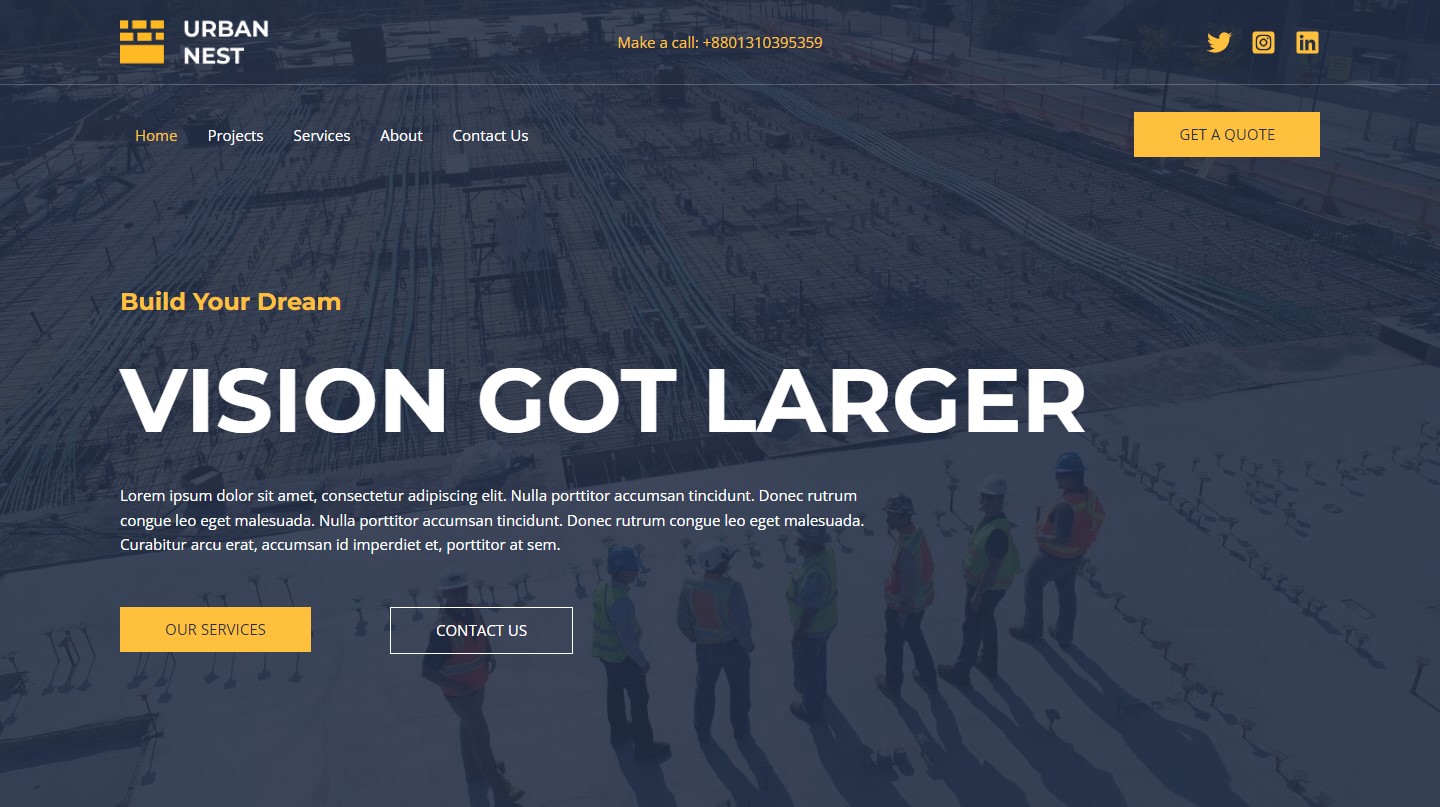 URBAN
NEST
Make a call: +8801310395359
Home Projects Services About Contact Us
GET A QUOTE
Build Your Dream
VISION GOT LARGER
Lorem ipsum dolor sit amet, consectetur adipiscing elit. Nulla porttitor accumsan tincidunt. Donec rutrum
congue leo eget malesuada. Nulla porttitor accumsan tincidunt. Donec rutrum congue leo eget malesuada.
Curabitur arcu erat, accumsan id imperdiet et, porttitor at sem.
OUR SERVICES
CONTACT US